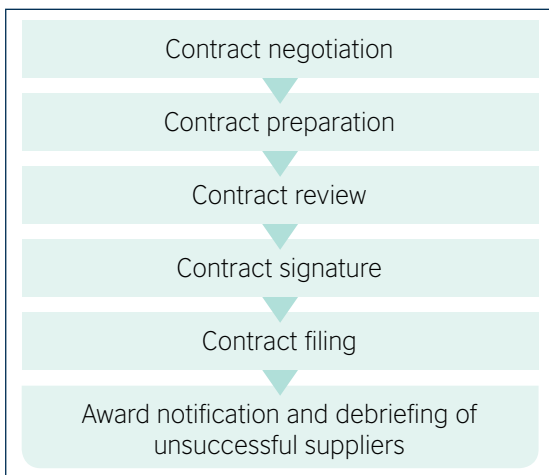 Contract negotiation
Contract preparation
Contract review
Contract signature
Contract filing
Award notification and debriefing of
unsuccessful suppliers